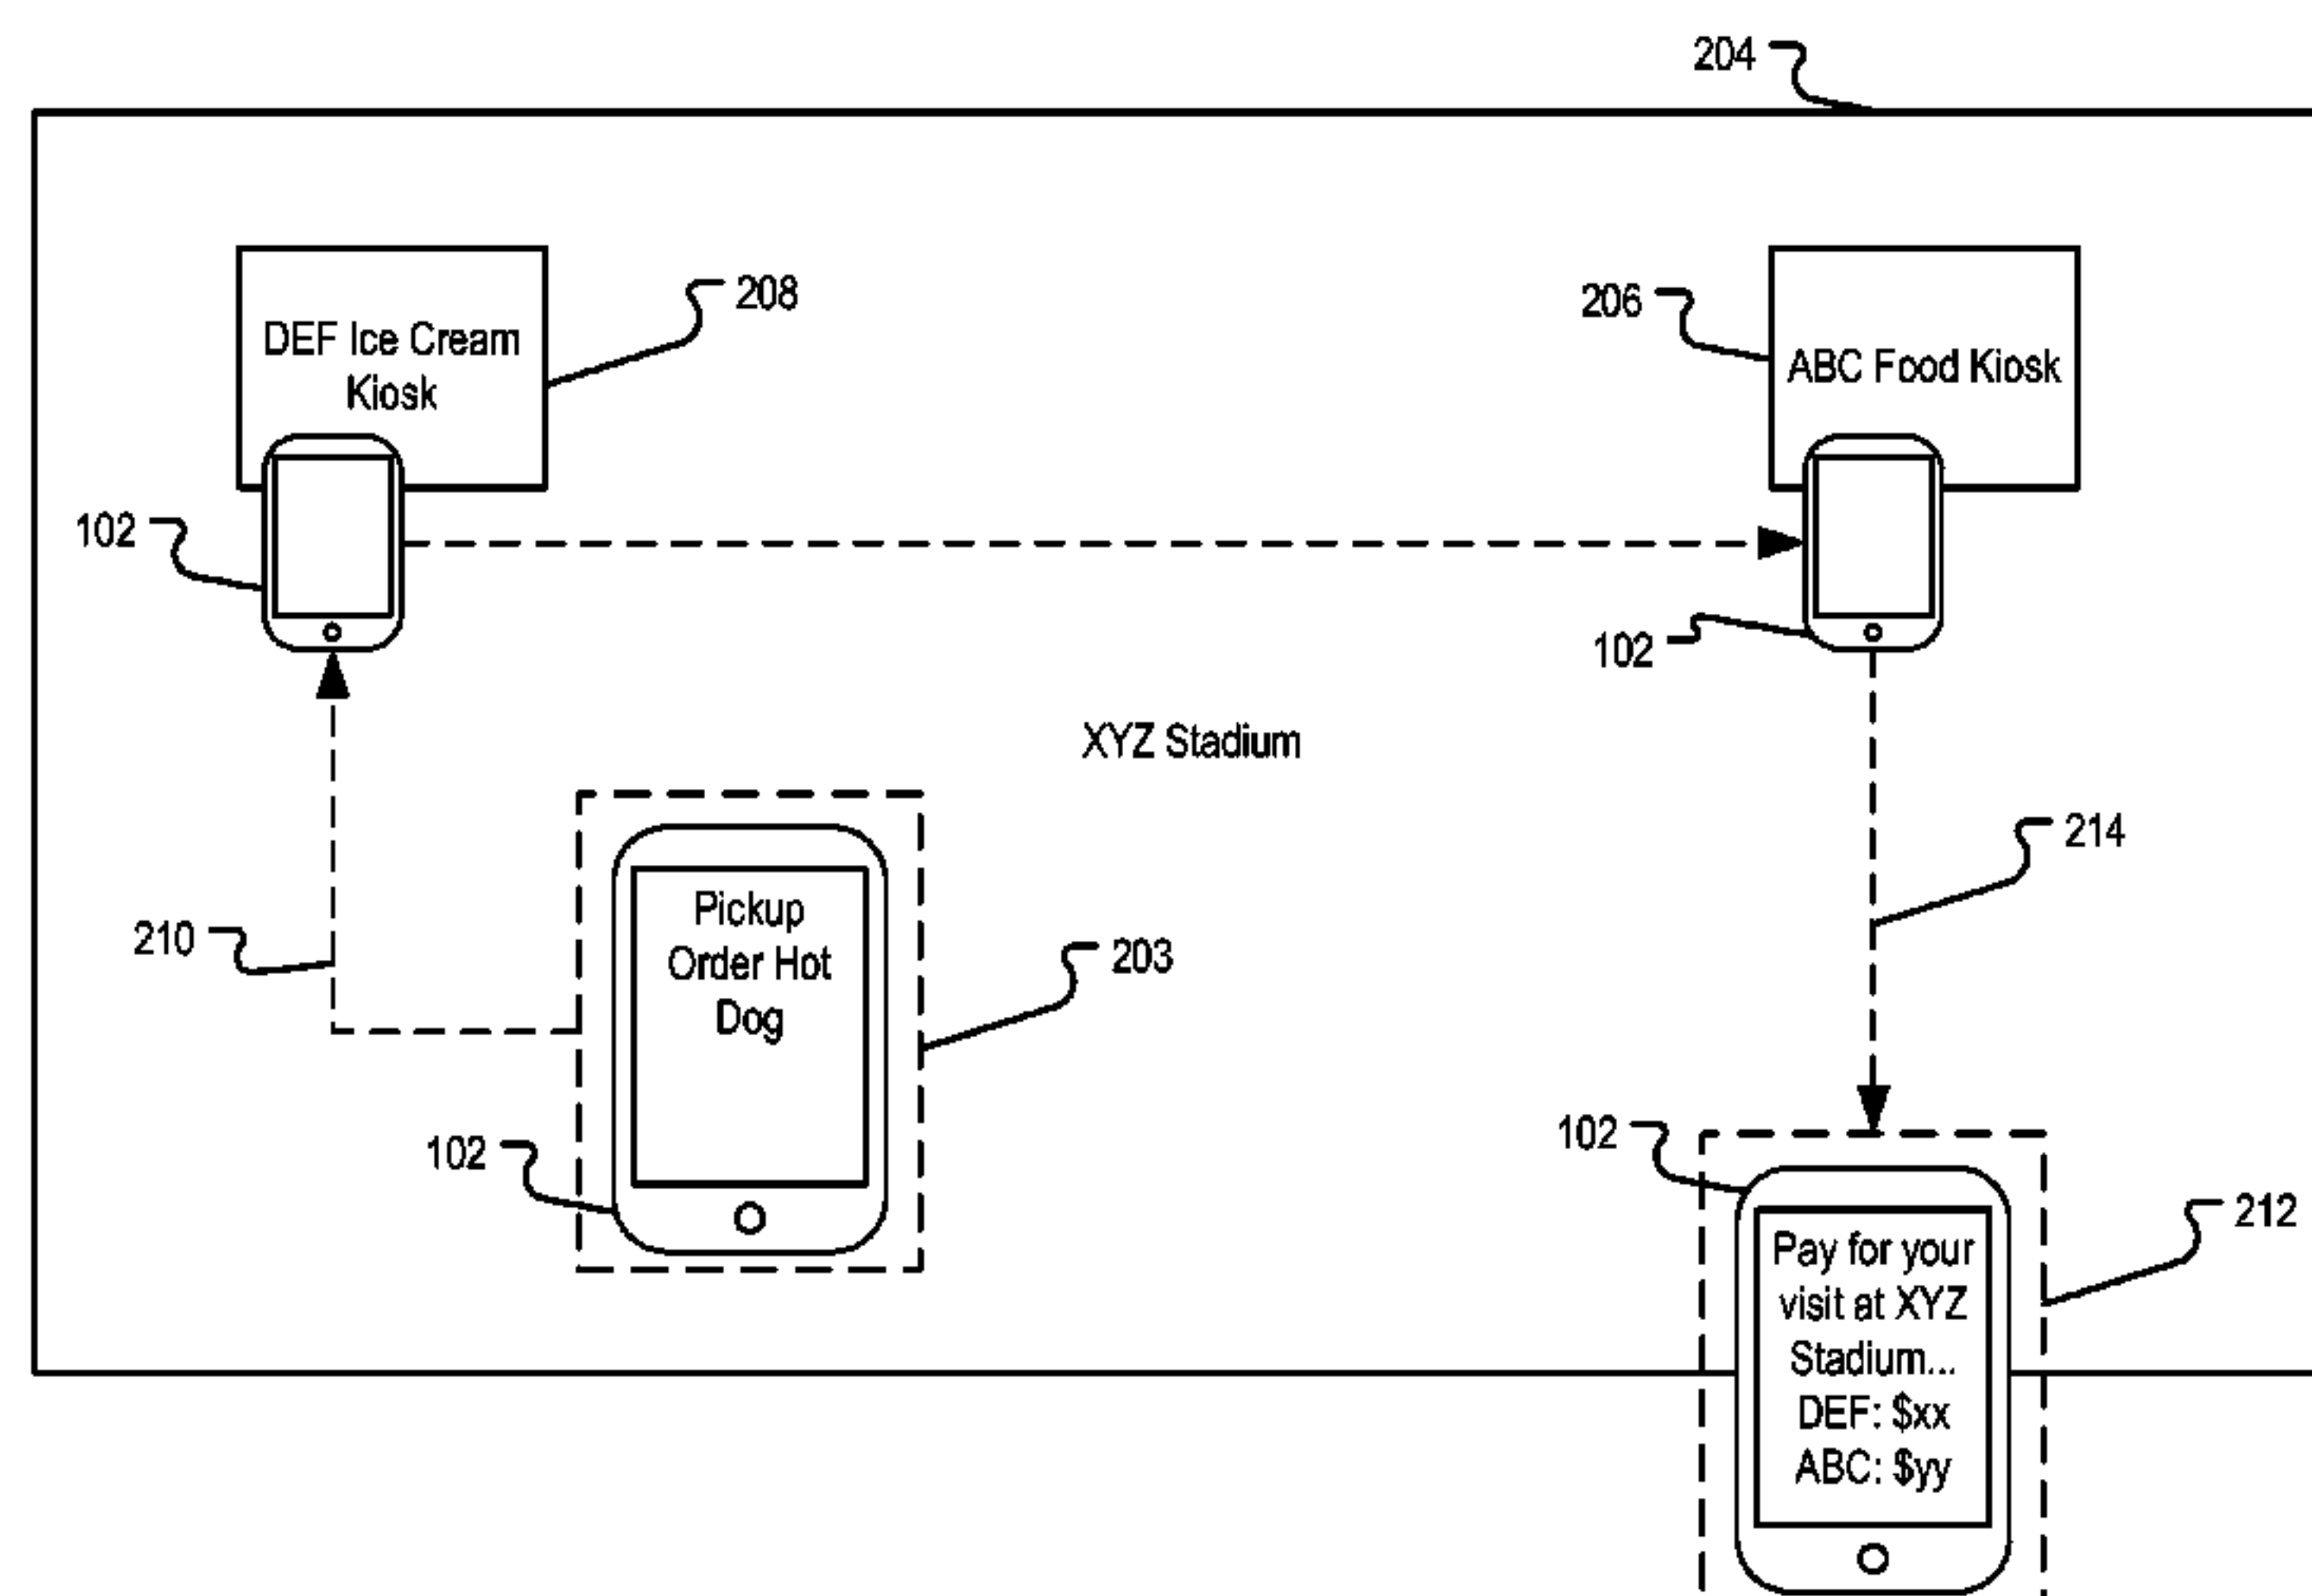 204
208
DEF Ice Cream
Kiosk
206
ABC Food Kiosk
102
102
XYZ Stadium
214
210
Pickup
Order Hot
Dog
203
102
102
212
Pay for your
visit at XYZ
Stadium...
DEF: $xx
ABC: $yy